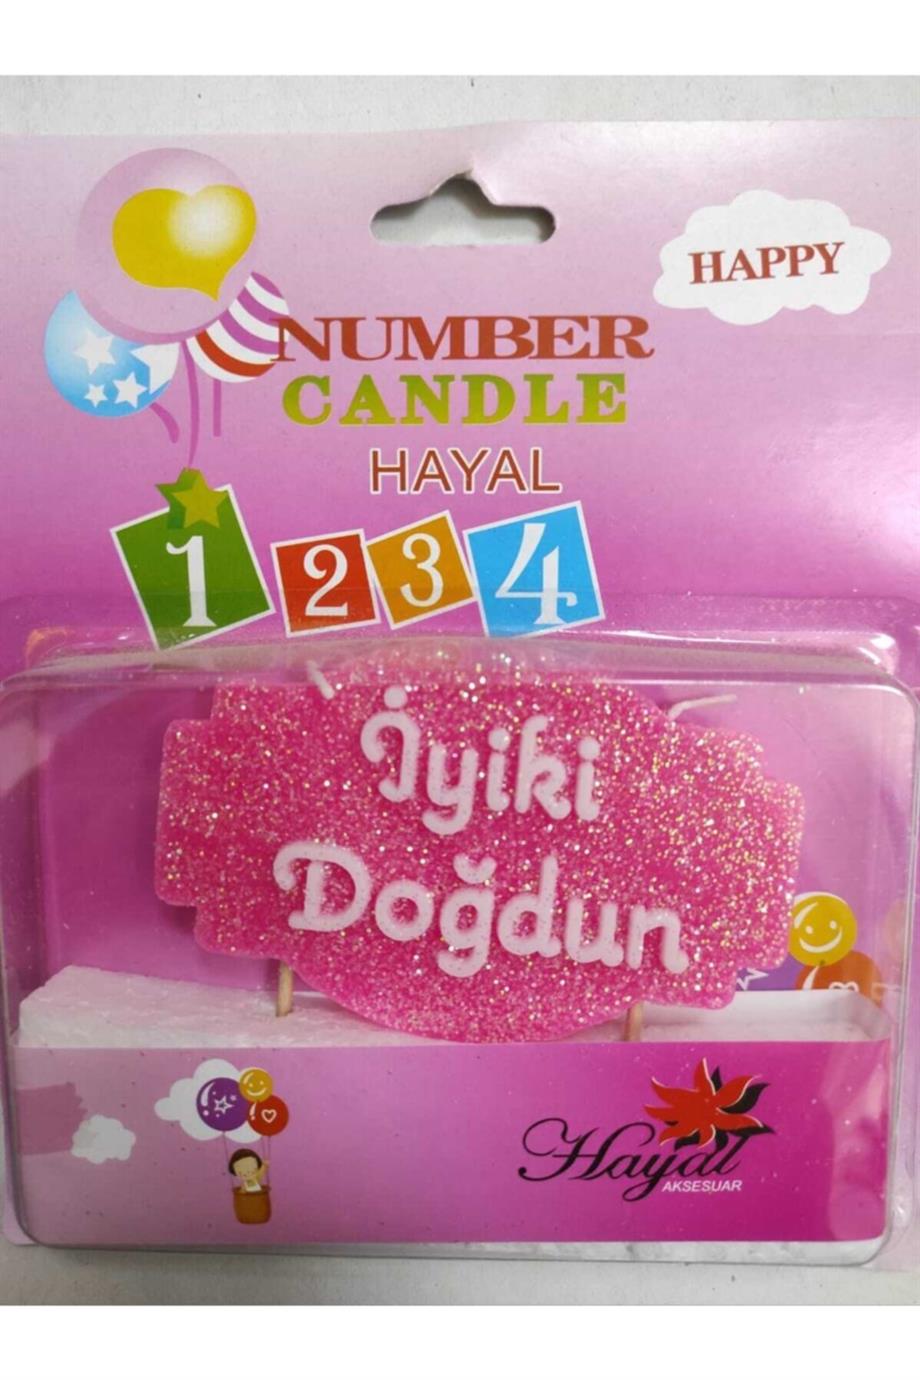 HAPPY
NUMBER
CANDLE
HAYAL
1 2 3 4
İyiki
Doğdun
Hayal
AKSESUAR